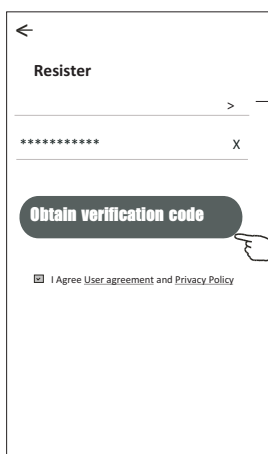 Resister
>
*********** X
Obtain verification code
I Agree User agreement and Privacy Policy